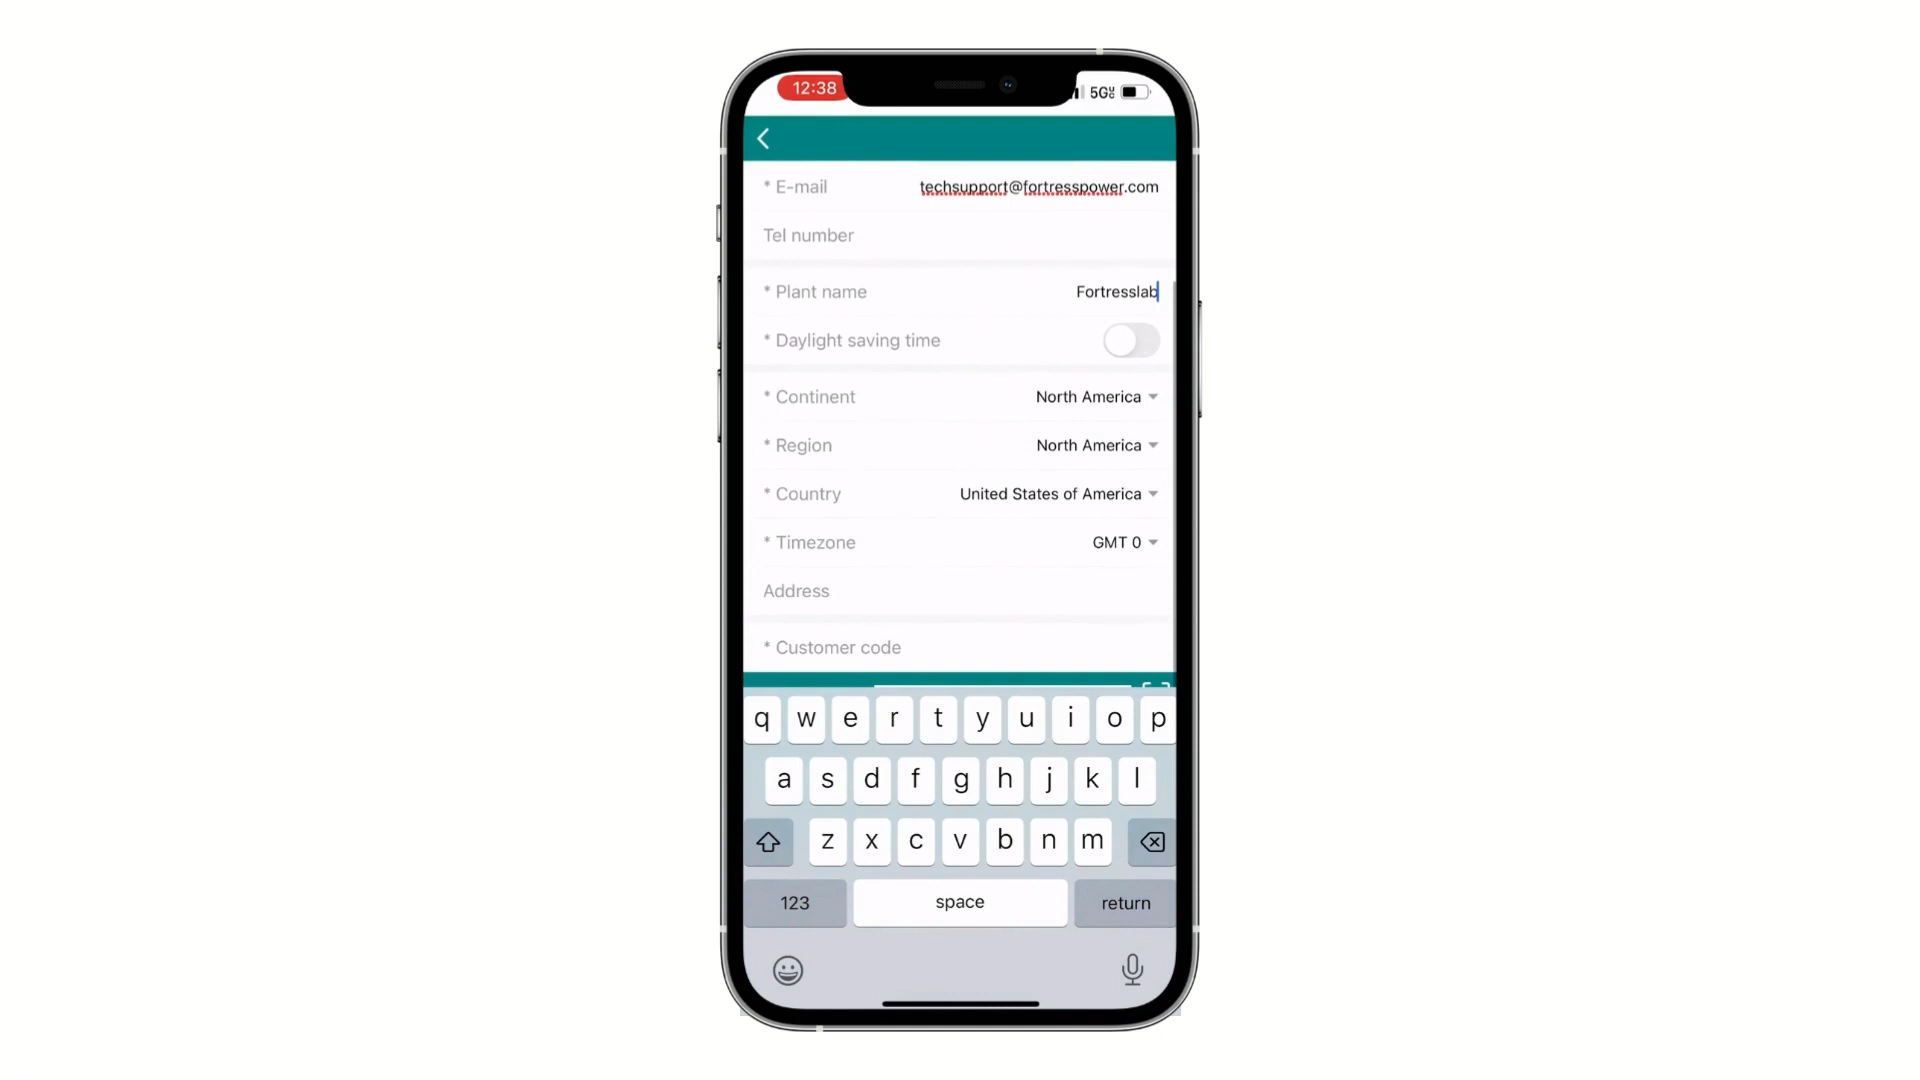 12:38
5G
* E-mail techsupport@fortresspower.com
Tel number
* Plant name Fortresslab
* Daylight saving time
* Continent North America
* Region North America
* Country United States of America
* Timezone GMT 0
Address
* Customer code
q w e r t y u i o p
a s d f g h j k l
z x c v b n m
123 space return